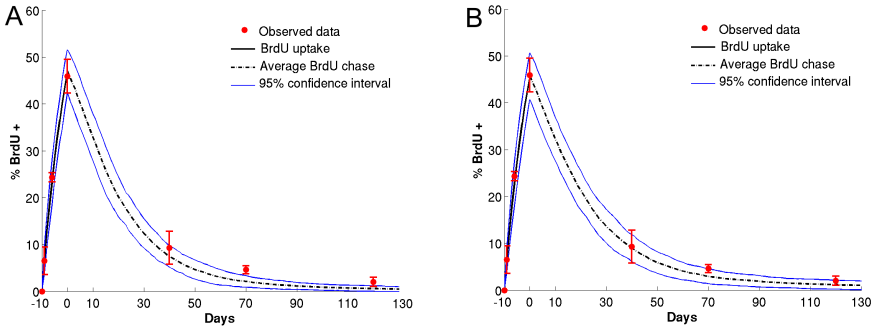 A
60
50
40
30
20
10
0
% BrdU +
-10 0 10 30 50 70 90 110 130
Days
Observed data
BrdU uptake
Average BrdU chase
95% confidence interval
B
60
50
40
30
20
10
0
% BrdU +
-10 0 10 30 50 70 90 110 130
Days
Observed data
BrdU uptake
Average BrdU chase
95% confidence interval